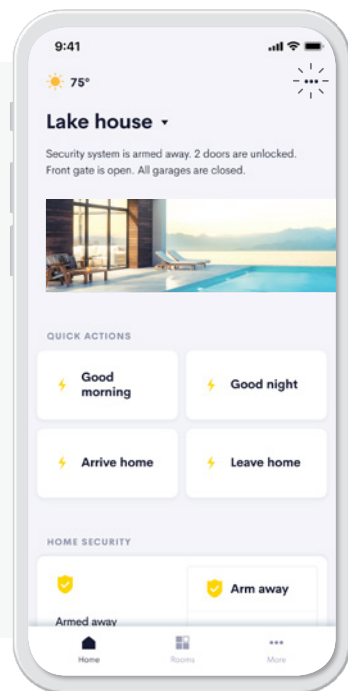 9:41
75°
Lake house
Security system is armed away. 2 doors are unlocked.
Front gate is open. All garages are closed.
QUICK ACTIONS
Good
morning
Good night
Arrive home
Leave home
HOME SECURITY
Arm away
Armed away
Home
Rooms
More